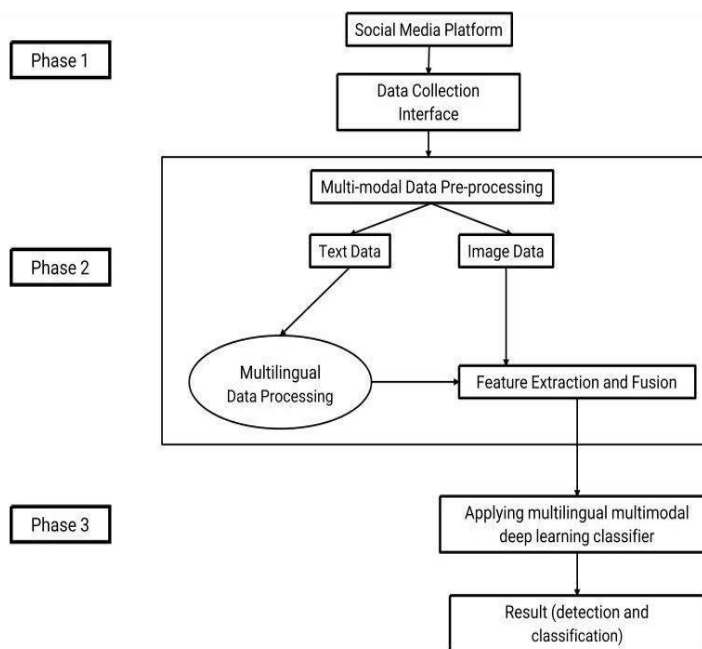 Social Media Platform
Phase 1
Data Collection
Interface
Multi-modal Data Pre-processing
Text Data
Image Data
Phase 2
Multilingual
Data Processing
Feature Extraction and Fusion
Phase 3
Applying multilingual multimodal
deep learning classifier
Result (detection and
classification)